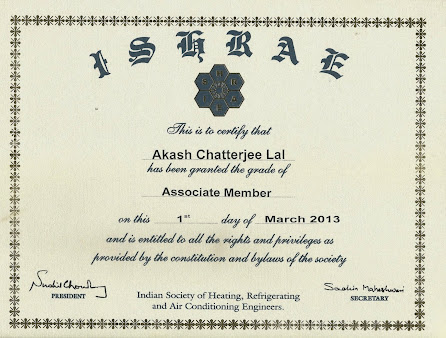 ISHRAE
This is to certify that
Akash Chatterjee Lal
has been granted the grade of
Associate Member
on this 1st day of March 2013
and is entitled to all the rights and privileges as
provided by the constitution and bylaws of the society
PRESIDENT
Indian Society of Heating, Refrigerating
and Air Conditioning Engineers.
Sachin Maheshwari
SECRETARY